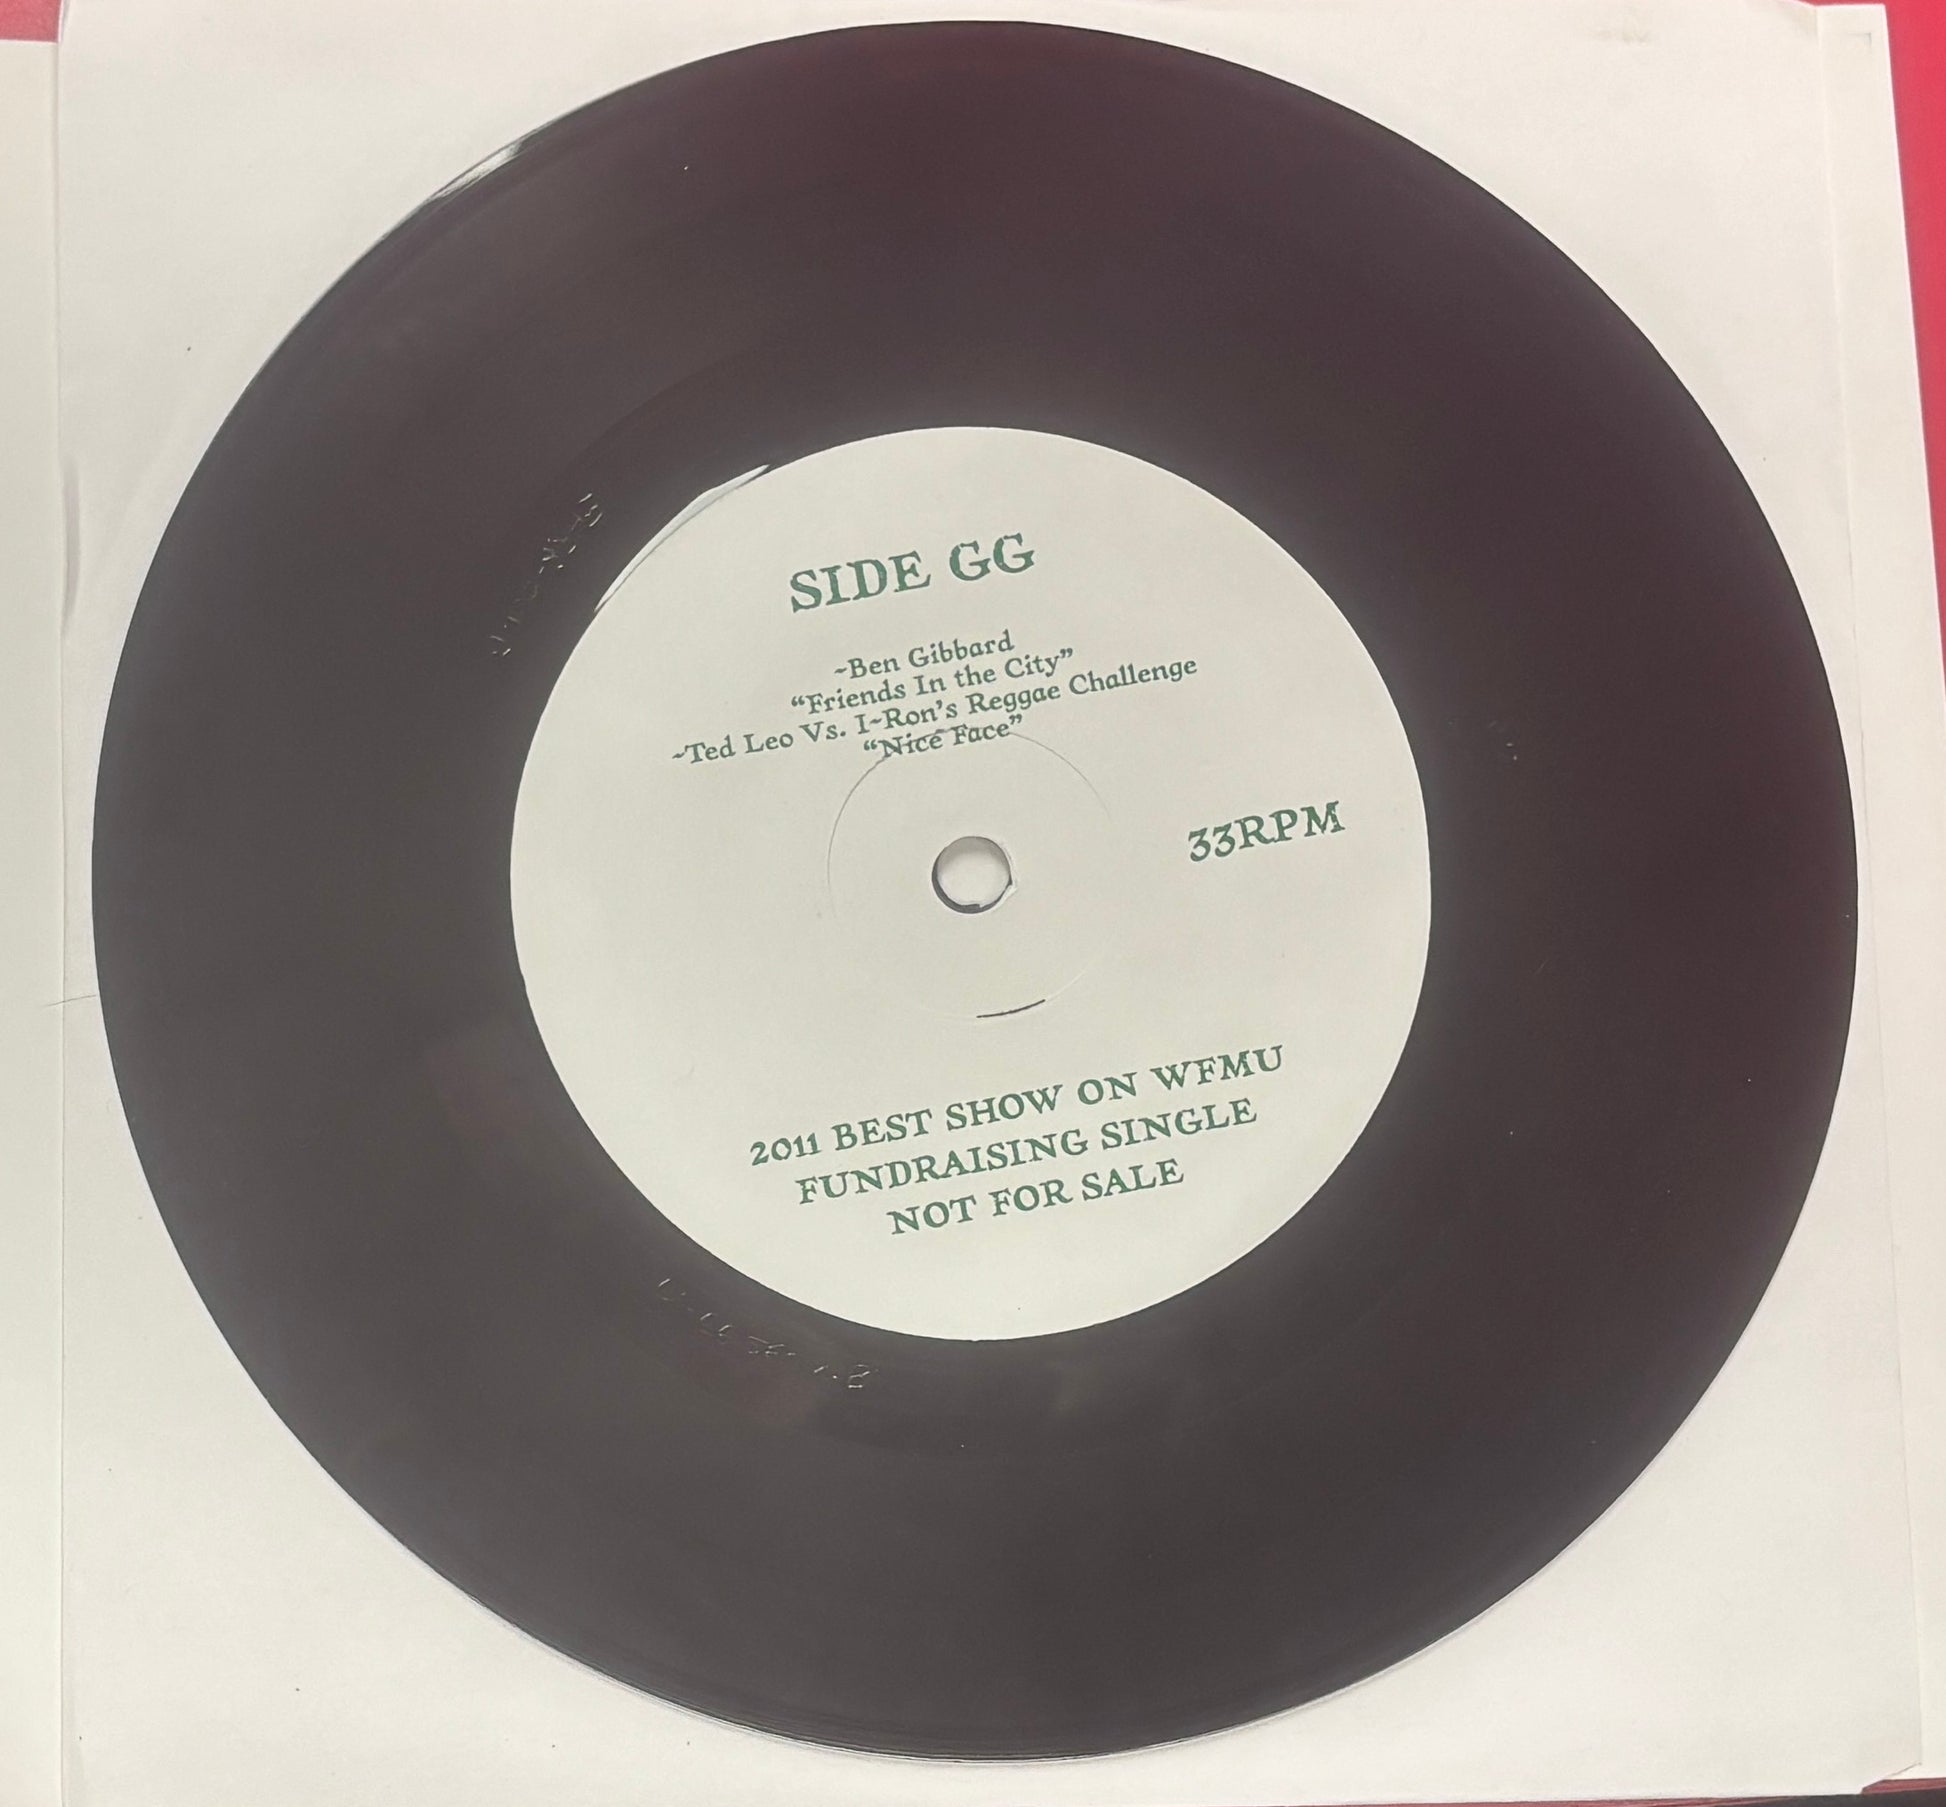 SIDE GG
~Ben Gibbard
“Friends In the City”
~Ted Leo Vs. I~Ron's Reggae Challenge
“Nice Face”
33RPM
2011 BEST SHOW ON WFMU
FUNDRAISING SINGLE
NOT FOR SALE